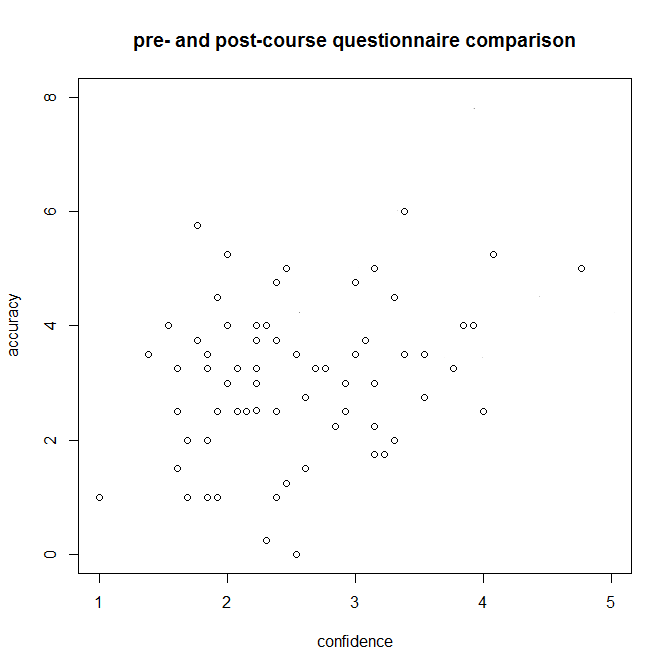 pre- and post-course questionnaire comparison
8
6
4
2
0
accuracy
1 2 3 4 5
confidence